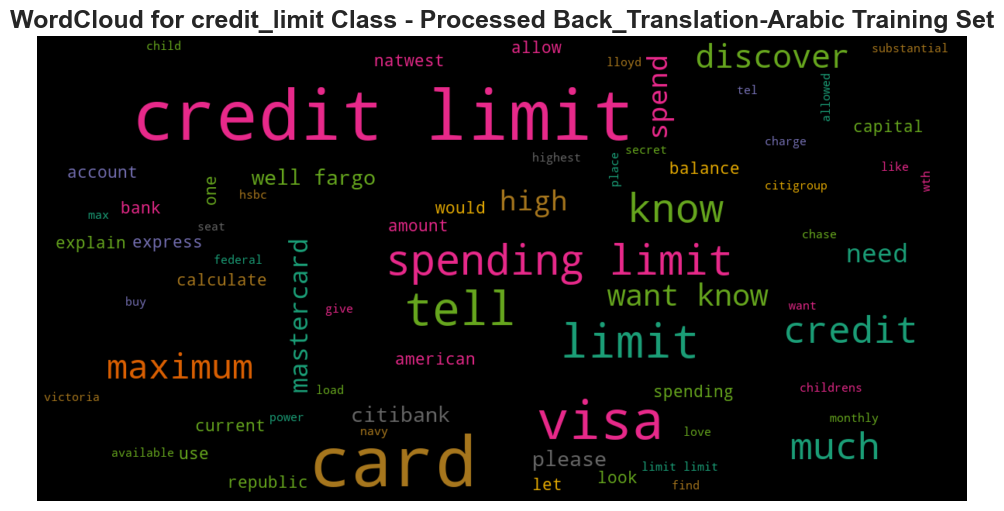 WordCloud for credit_limit Class - Processed Back_Translation-Arabic Training Set
child
natwest
allow
lloyd
discover
substantial
credit limit
spend
tel
allowed
capital
account
one
well fargo
hsbc
highest
place
secret
balance
charge
citigroup
like
wth
max
bank
seat
would
high
know
chase
explain
express
amount
federal
calculate
mastercard
spending limit
need
buy
give
tell
want know
want
limit
credit
maximum
american
victoria
load
spending
childrens
power
citibank
navy
visa
love
monthly
current
much
available
use
card
please
look
limit limit
republic
let
find